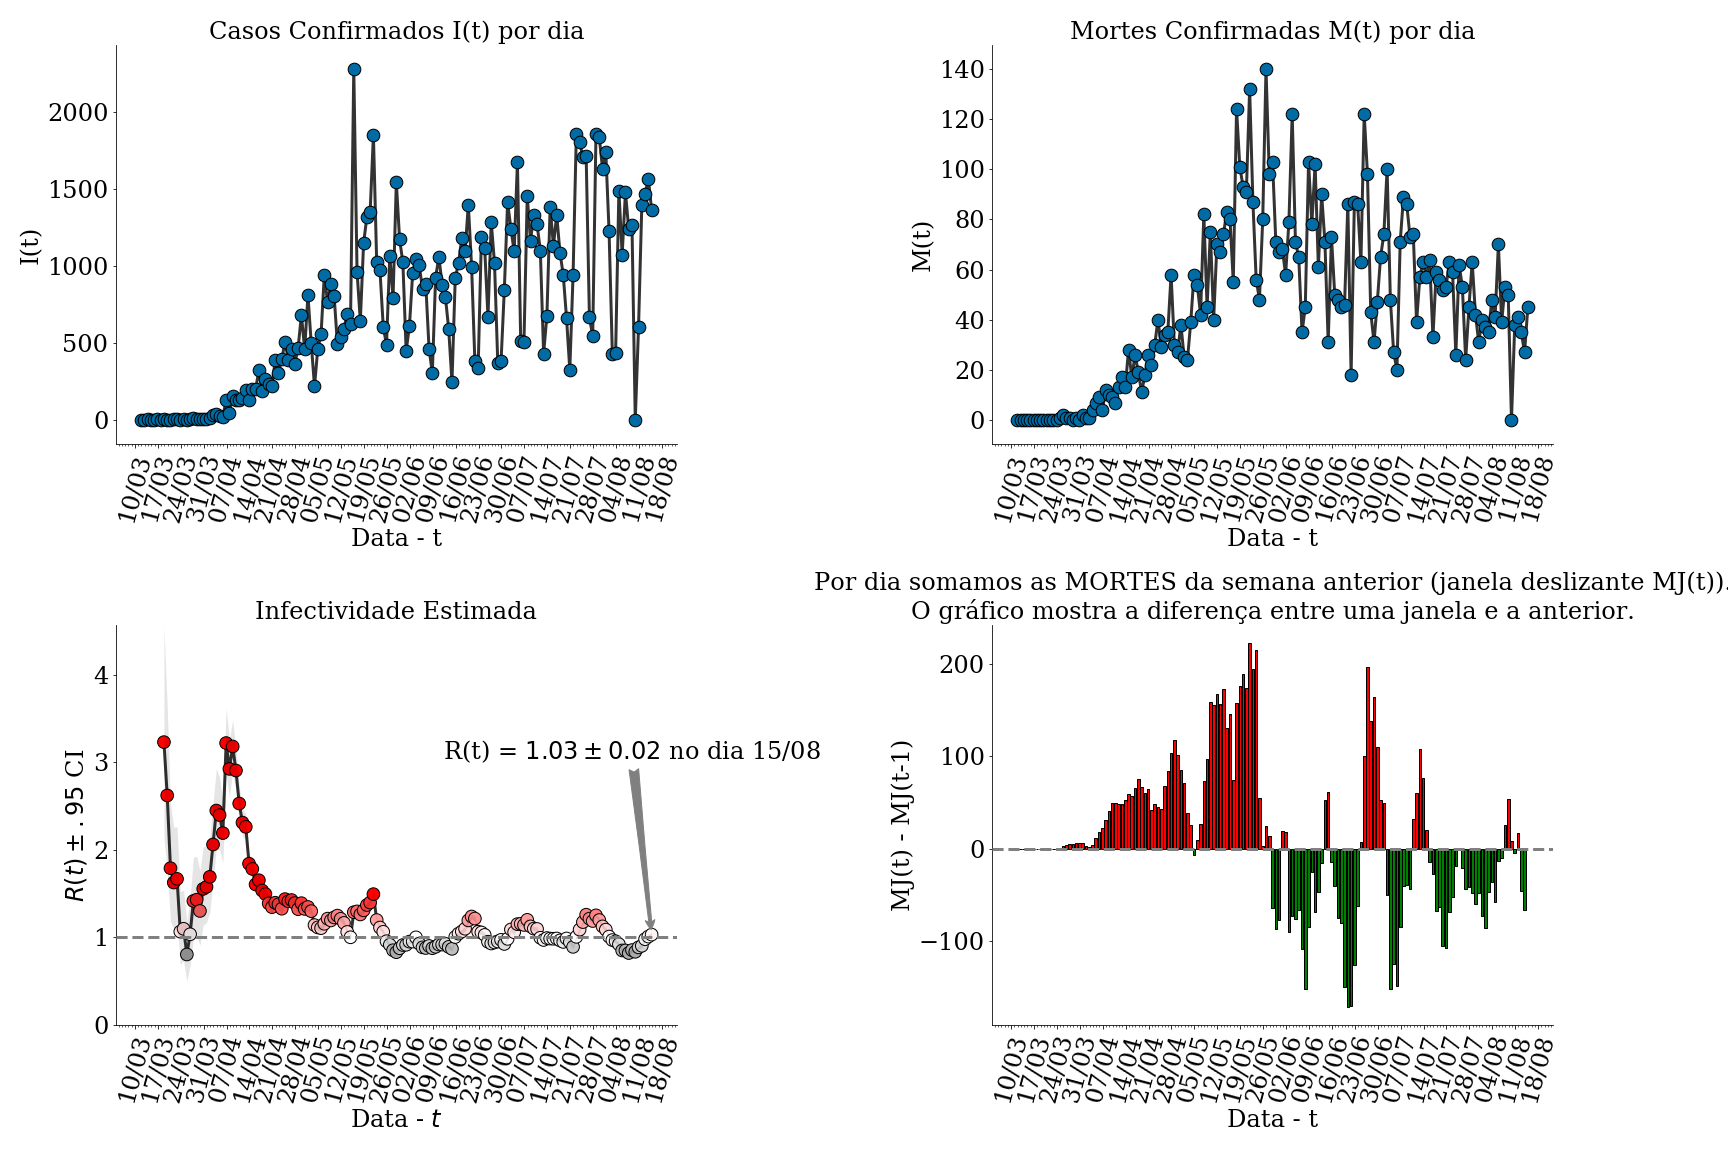 Casos Confirmados I(t) por dia
I(t)
2000
1500
1000
500
0
10/03 17/03 24/03 31/03 07/04 14/04 21/04 28/04 05/05 12/05 19/05 26/05 02/06 09/06 16/06 23/06 30/06 07/07 14/07 21/07 28/07 04/08 11/08 18/08
Data - t
Mortes Confirmadas M(t) por dia
M(t)
140
120
100
80
60
40
20
0
10/03 17/03 24/03 31/03 07/04 14/04 21/04 28/04 05/05 12/05 19/05 26/05 02/06 09/06 16/06 23/06 30/06 07/07 14/07 21/07 28/07 04/08 11/08 18/08
Data - t
Infectividade Estimada
R(t) ± .95 CI
4
3
2
1
0
R(t) = 1.03 ± 0.02 no dia 15/08
10/03 17/03 24/03 31/03 07/04 14/04 21/04 28/04 05/05 12/05 19/05 26/05 02/06 09/06 16/06 23/06 30/06 07/07 14/07 21/07 28/07 04/08 11/08 18/08
Data - t
Por dia somamos as MORTES da semana anterior (janela deslizante MJ(t)).
O gráfico mostra a diferença entre uma janela e a anterior.
MJ(t) - MJ(t-1)
200
100
0
−100
10/03 17/03 24/03 31/03 07/04 14/04 21/04 28/04 05/05 12/05 19/05 26/05 02/06 09/06 16/06 23/06 30/06 07/07 14/07 21/07 28/07 04/08 11/08 18/08
Data - t